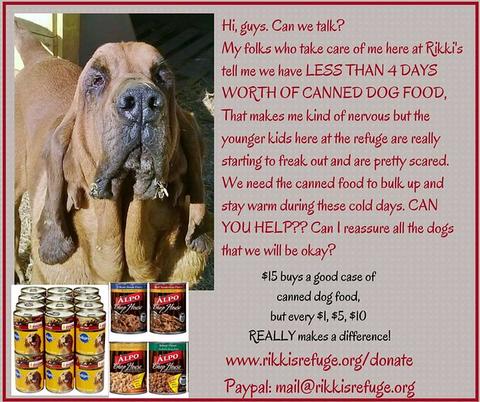 Hi, guys. Can we talk?
My folks who take care of me here at Rikki's
tell me we have LESS THAN 4 DAYS
WORTH OF CANNED DOG FOOD,
That makes me kind of nervous but the
younger kids here at the refuge are really
starting to freak out and are pretty scared.
We need the canned food to bulk up and
stay warm during these cold days. CAN
YOU HELP?? Can I reassure all the dogs
that we will be okay?
$15 buys a good case of
canned dog food,
but every $1, $5, $10
REALLY makes a difference!
www.rikkisrefuge.org/donate
Paypal: mail@rikkisrefuge.org
ALPO
Chop House
ALPO
Chop House
ALPO
Chop House
ALPO
Chop House